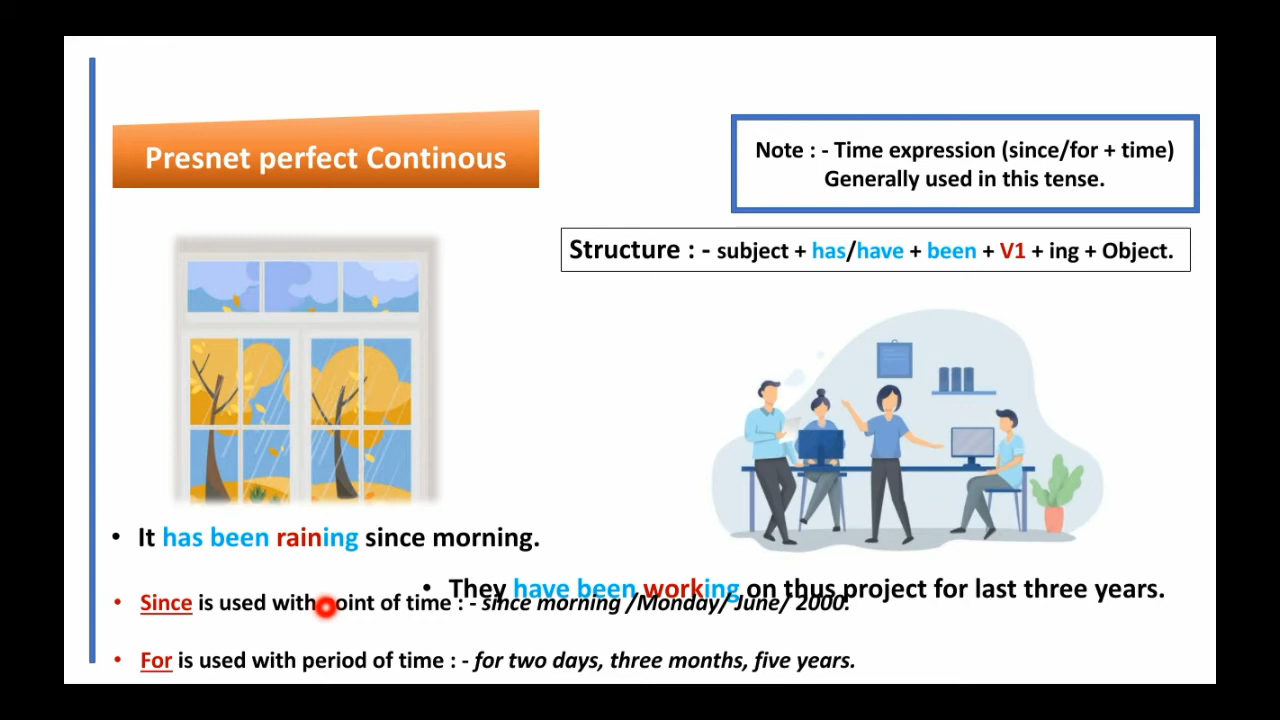 Presnet perfect Continous
Note : - Time expression (since/for + time)
Generally used in this tense.
Structure : - subject + has/have + been + V1 + ing + Object.
• It has been raining since morning.
• They have been working on thus project for last three years.
• Since is used with oint of time : - since morning /Monday/ June/ 2000.
• For is used with period of time : - for two days, three months, five years.